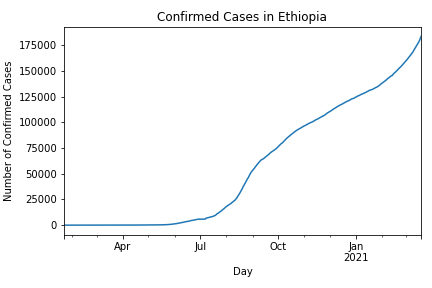 Confirmed Cases in Ethiopia
Number of Confirmed Cases
175000
150000
125000
100000
75000
50000
25000
0
Apr
Jul
Oct
Jan
2021
Day